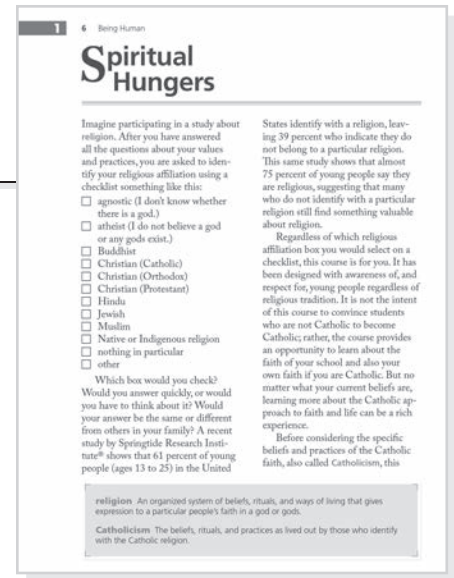 1
6 Being Human
Spiritual
Hungers
Imagine participating in a study about
religion. After you have answered
all the questions about your values
and practices, you are asked to iden-
tify your religious affiliation using a
checklist something like this:
☐ agnostic (I don't know whether
there is a god.)
☐ atheist (I do not believe a god
or any gods exist.)
☐ Buddhist
☐ Christian (Catholic)
☐ Christian (Orthodox)
☐ Christian (Protestant)
☐ Hindu
☐ Jewish
☐ Muslim
☐ Native or Indigenous religion
☐ nothing in particular
☐ other
Which box would you check?
Would you answer quickly, or would
you have to think about it? Would
your answer be the same or different
from others in your family? A recent
study by Springtide Research Insti-
tute® shows that 61 percent of young
people (ages 13 to 25) in the United
States identify with a religion, leav-
ing 39 percent who indicate they do
not belong to a particular religion.
This same study shows that almost
75 percent of young people say they
are religious, suggesting that many
who do not identify with a particular
religion still find something valuable
about religion.
Regardless of which religious
affiliation box you would select on a
checklist, this course is for you. It has
been designed with awareness of, and
respect for, young people regardless of
religious tradition. It is not the intent
of this course to convince students
who are not Catholic to become
Catholic; rather, the course provides
an opportunity to learn about the
faith of your school and also your
own faith if you are Catholic. But no
matter what your current beliefs are,
learning more about the Catholic ap-
proach to faith and life can be a rich
experience.
Before considering the specific
beliefs and practices of the Catholic
faith, also called Catholicism, this
religion An organized system of beliefs, rituals, and ways of living that gives
expression to a particular people's faith in a god or gods.
Catholicism The beliefs, rituals, and practices as lived out by those who identify
with the Catholic religion.